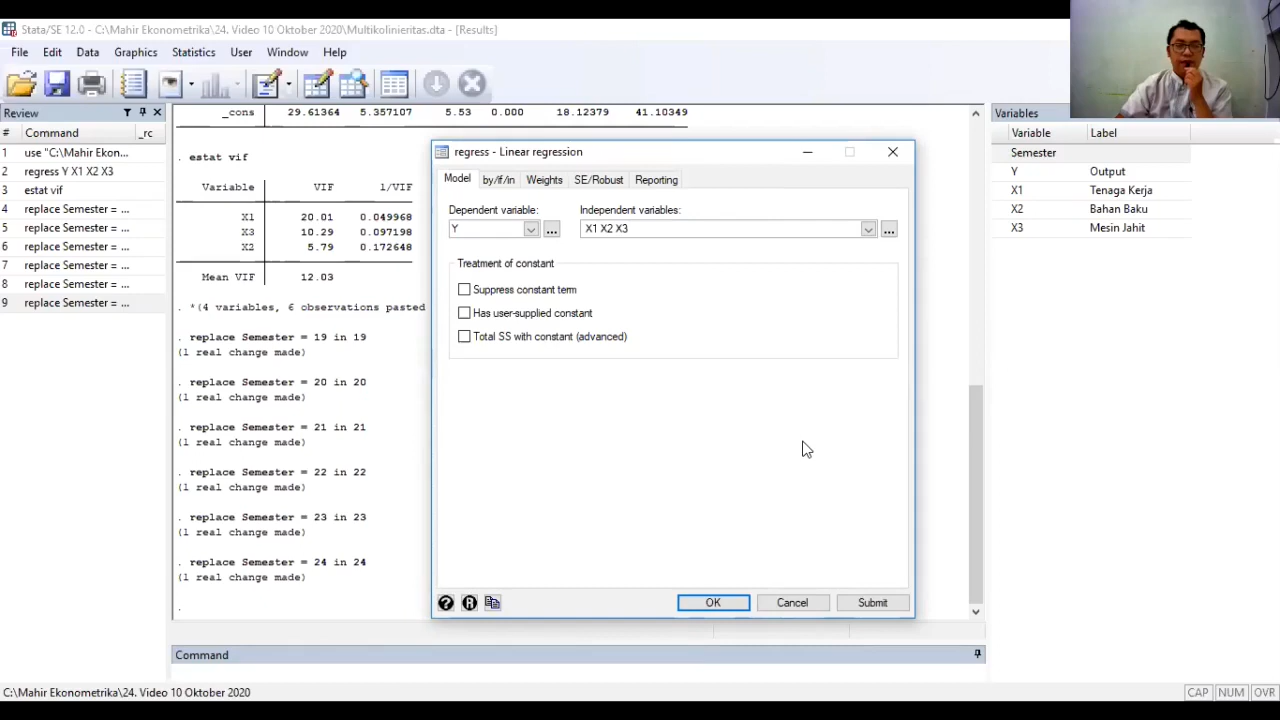 Stata/SE 12.0 - C:\Mahir Ekonometrika\24. Video 10 Oktober 2020\Multikolinieritas.dta - [Results]
File Edit Data Graphics Statistics User Window Help
Review
# Command _rc
1 use "C:\Mahir Ekon...
2 regress Y X1 X2 X3
3 estat vif
4 replace Semester = ...
5 replace Semester = ...
6 replace Semester = ...
7 replace Semester = ...
8 replace Semester = ...
9 replace Semester = ...
_cons 29.61364 5.357107 5.53 0.000 18.12379 41.10349
. estat vif
Variable VIF 1/VIF
X1 20.01 0.049968
X3 10.29 0.097198
X2 5.79 0.172648
Mean VIF 12.03
. *(4 variables, 6 observations pasted
. replace Semester = 19 in 19
(1 real change made)
. replace Semester = 20 in 20
(1 real change made)
. replace Semester = 21 in 21
(1 real change made)
. replace Semester = 22 in 22
(1 real change made)
. replace Semester = 23 in 23
(1 real change made)
. replace Semester = 24 in 24
(1 real change made)
.
regress - Linear regression
Model by/if/in Weights SE/Robust Reporting
Dependent variable: Independent variables:
Y ... X1 X2 X3 ...
Treatment of constant
Suppress constant term
Has user-supplied constant
Total SS with constant (advanced)
? R OK Cancel Submit
Variables
Variable Label
Semester
Y Output
X1 Tenaga Kerja
X2 Bahan Baku
X3 Mesin Jahit
Command
C:\Mahir Ekonometrika\24. Video 10 Oktober 2020 CAP NUM OVR